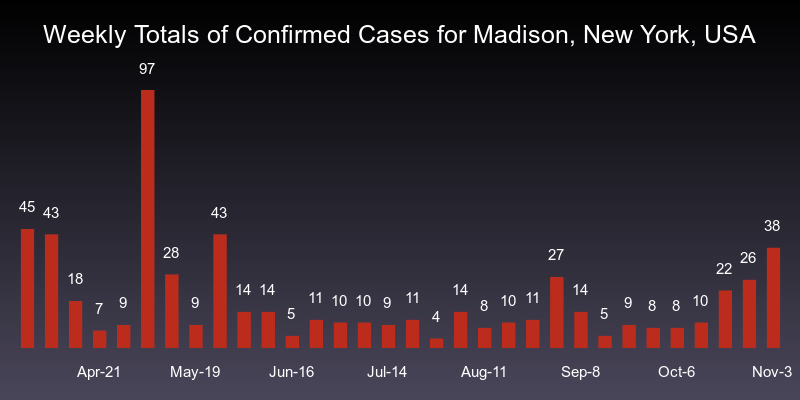 Weekly Totals of Confirmed Cases for Madison, New York, USA
97
45 43 18 7 9 28 9 43 14 14 5 11 10 10 9 11 4 14 8 10 11 27 14 5 9 8 8 10 22 26 38
Apr-21 May-19 Jun-16 Jul-14 Aug-11 Sep-8 Oct-6 Nov-3